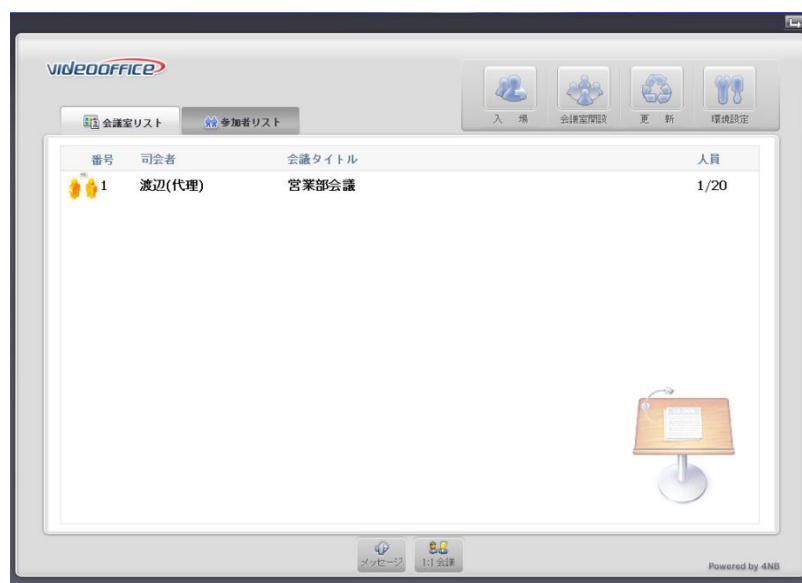 VIDEOOFFICE
会議室リスト 参加者リスト
入 場 会議室開設 更 新 環境設定
番号 司会者 会議タイトル 人員
1 渡辺(代理) 営業部会議 1/20
メッセージ 1:1 会議
Powered by 4NB